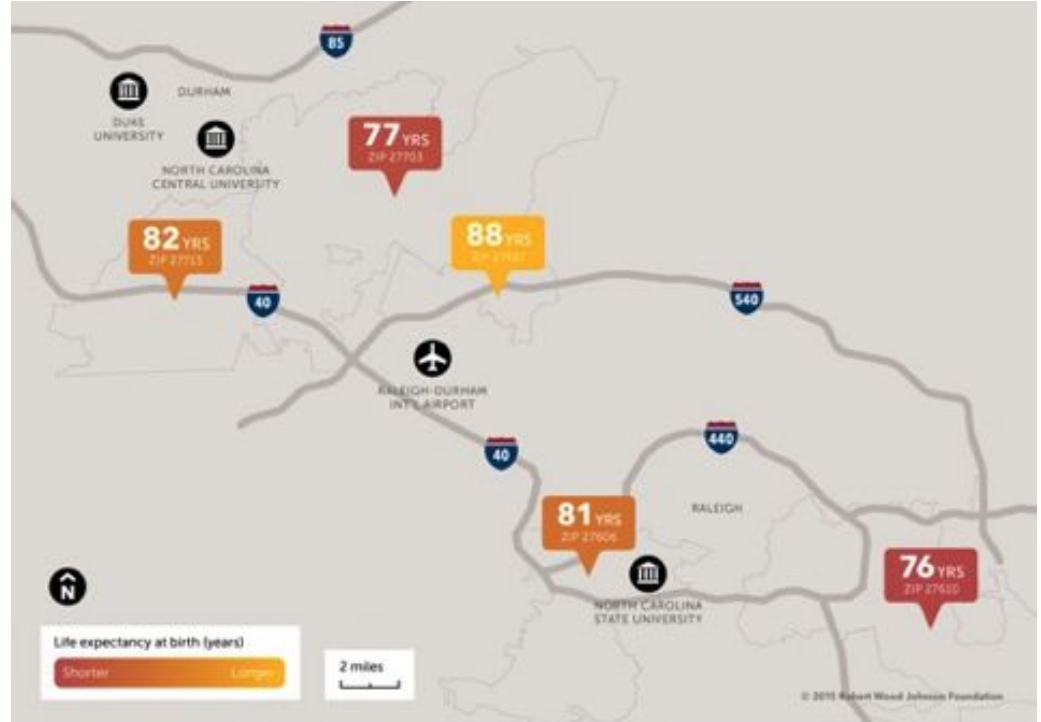 85
DURHAM
DUKE
UNIVERSITY
NORTH CAROLINA
CENTRAL UNIVERSITY
77 YRS
ZIP 27703
82 YRS
ZIP 27713
88 YRS
ZIP
40
540
RALEIGH-DURHAM
INT'L AIRPORT
40
440
RALEIGH
81 YRS
ZIP 27606
76 YRS
ZIP 27610
NORTH CAROLINA
STATE UNIVERSITY
N
Life expectancy at birth (years)
Shorter
Longer
2 miles
© 2015 Robert Wood Johnson Foundation